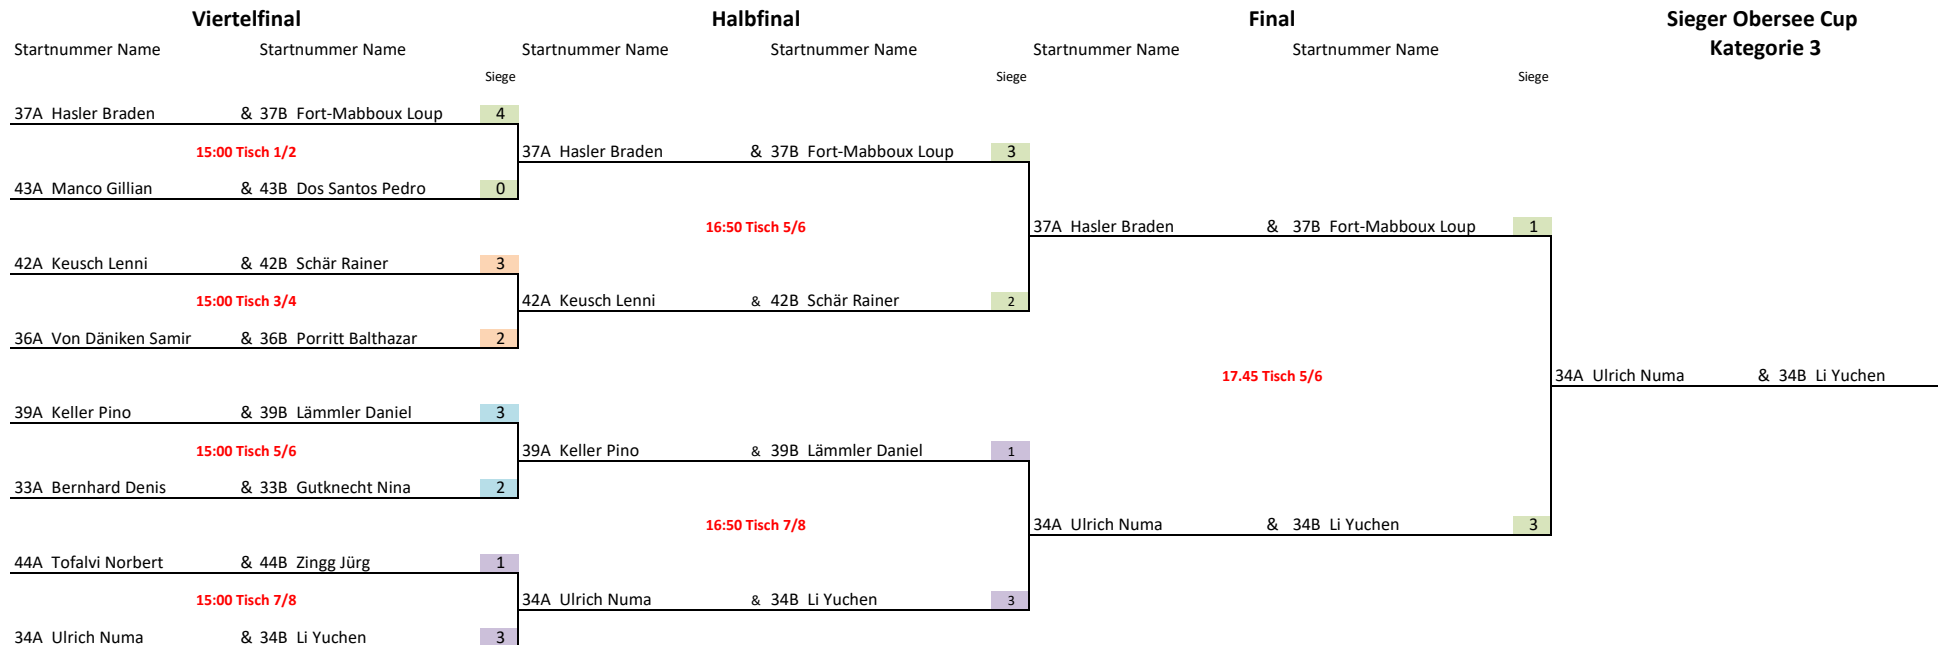 Viertelfinal Halbfinal Final Sieger Obersee Cup
Startnummer Name Startnummer Name Startnummer Name Startnummer Name Startnummer Name Startnummer Name Kategorie 3
Siege Siege Siege
37A Hasler Braden & 37B Fort-Mabboux Loup 4
15:00 Tisch 1/2 37A Hasler Braden & 37B Fort-Mabboux Loup 3
43A Manco Gillian & 43B Dos Santos Pedro 0
16:50 Tisch 5/6 37A Hasler Braden & 37B Fort-Mabboux Loup 1
42A Keusch Lenni & 42B Schär Rainer 3
15:00 Tisch 3/4 42A Keusch Lenni & 42B Schär Rainer 2
36A Von Däniken Samir & 36B Porritt Balthazar 2
17.45 Tisch 5/6 34A Ulrich Numa & 34B Li Yuchen
39A Keller Pino & 39B Lämmler Daniel 3
15:00 Tisch 5/6 39A Keller Pino & 39B Lämmler Daniel 1
33A Bernhard Denis & 33B Gutknecht Nina 2
16:50 Tisch 7/8 34A Ulrich Numa & 34B Li Yuchen 3
44A Tofalvi Norbert & 44B Zingg Jürg 1
15:00 Tisch 7/8 34A Ulrich Numa & 34B Li Yuchen 3
34A Ulrich Numa & 34B Li Yuchen 3